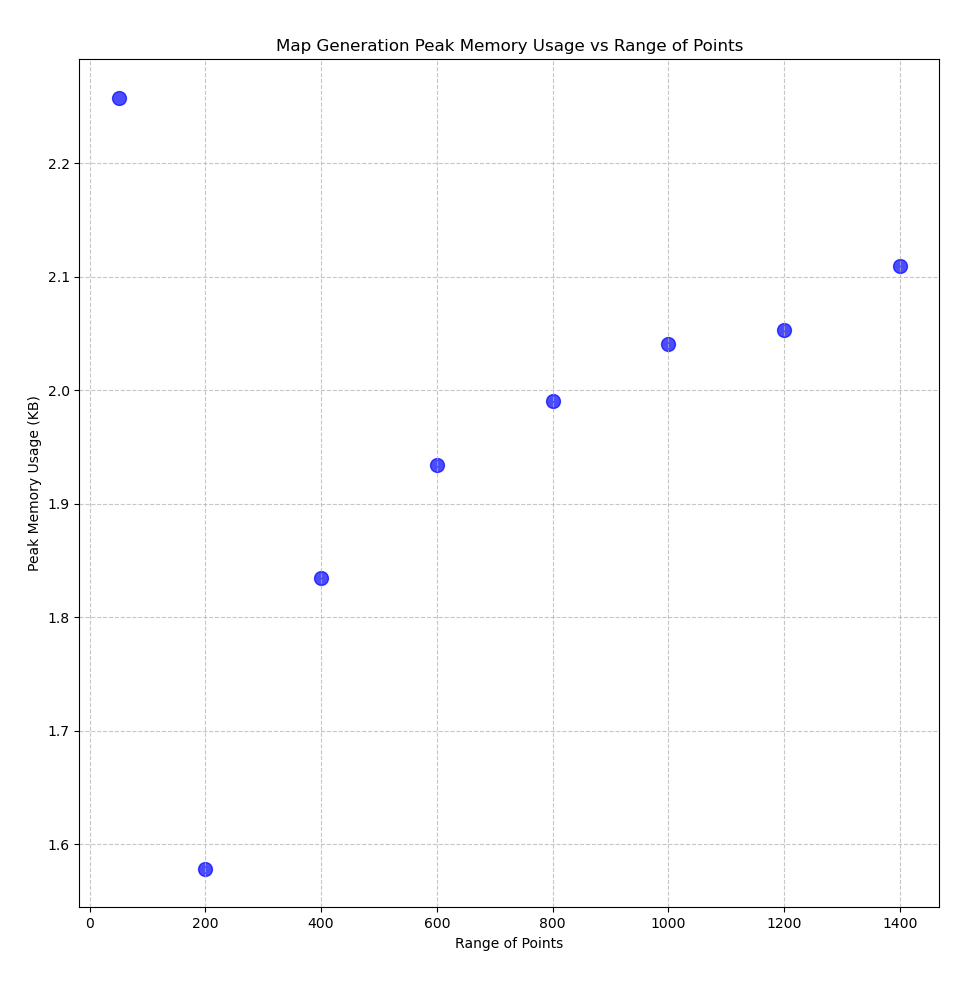 Map Generation Peak Memory Usage vs Range of Points
Peak Memory Usage (KB)
2.2
2.1
2.0
1.9
1.8
1.7
1.6
0 200 400 600 800 1000 1200 1400
Range of Points